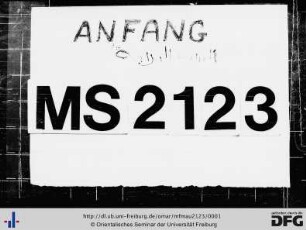 ANFANG
MS 2123
http://dl.ub.uni-freiburg.de/omar/mfmau2123/0001
© Orientalisches Seminar der Universität Freiburg
DFG